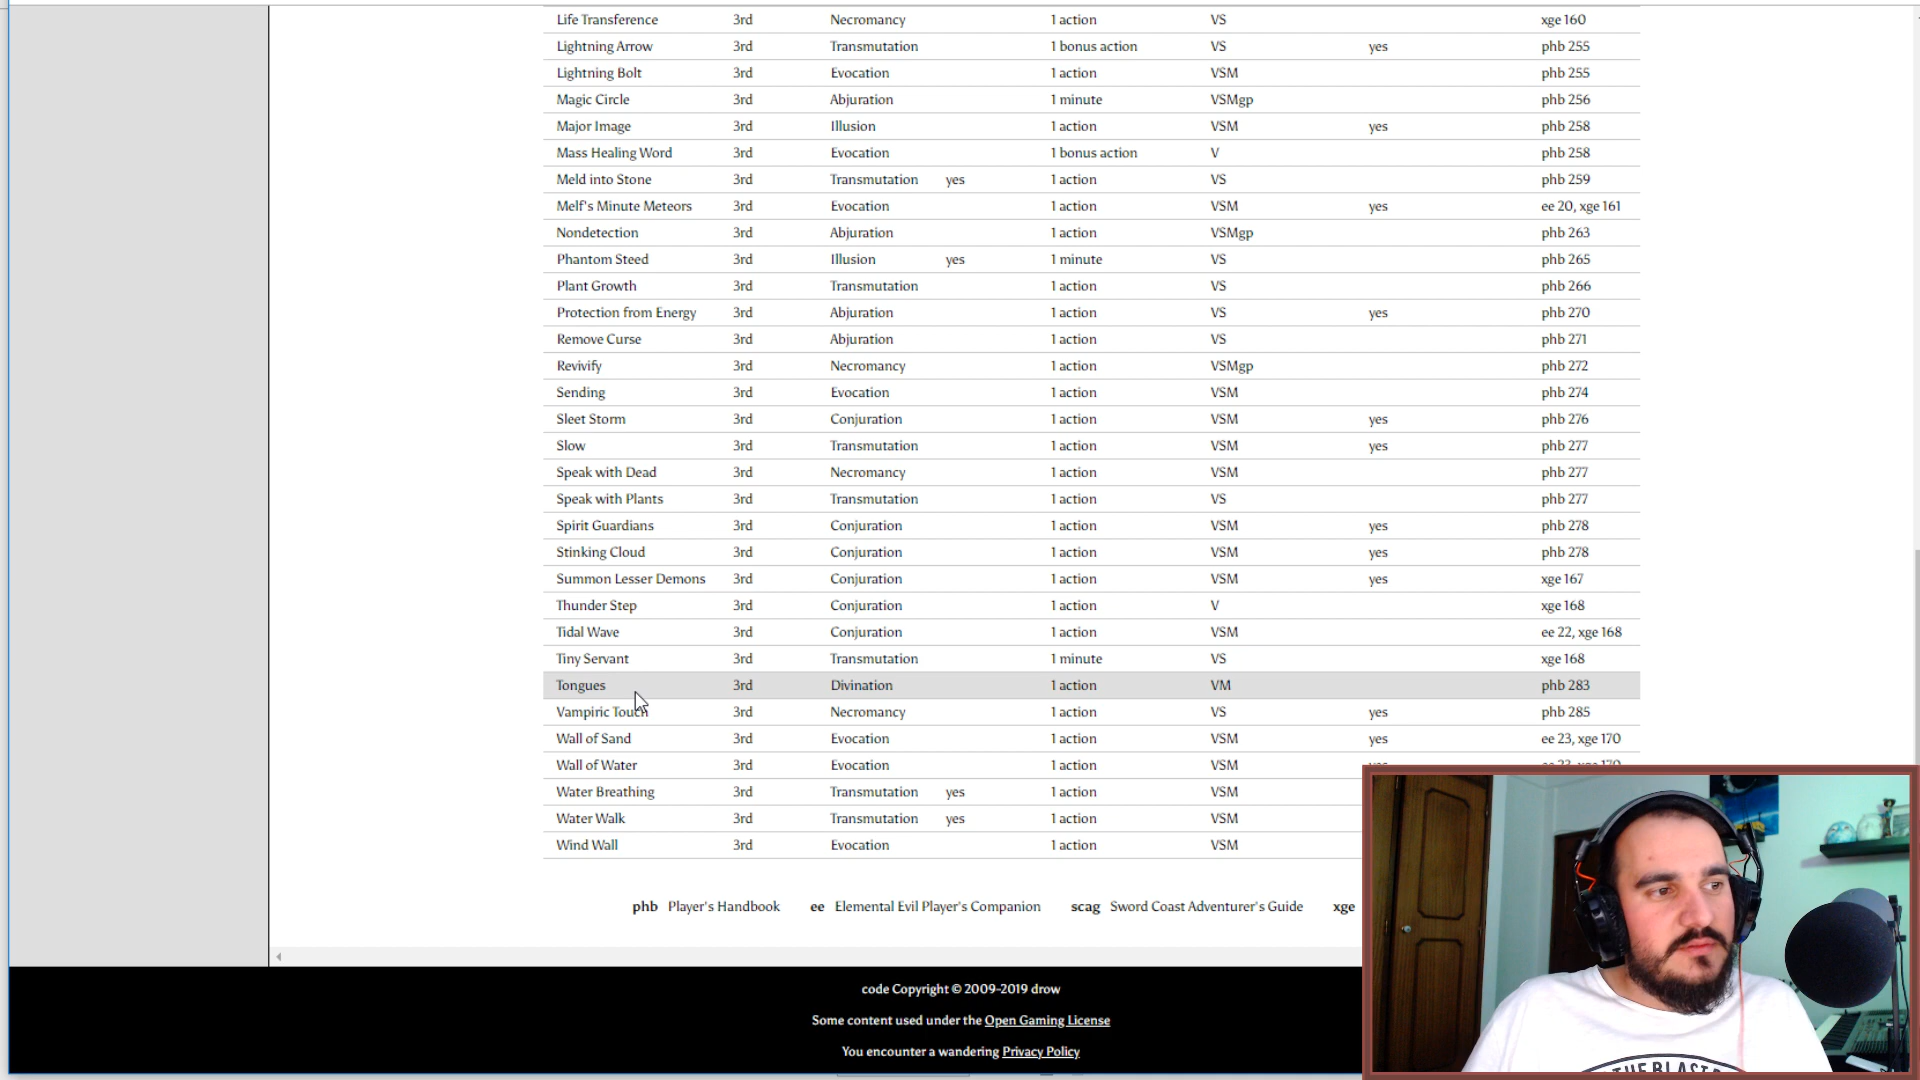 Life Transference 3rd Necromancy 1 action VS xge 160
Lightning Arrow 3rd Transmutation 1 bonus action VS yes phb 255
Lightning Bolt 3rd Evocation 1 action VSM phb 255
Magic Circle 3rd Abjuration 1 minute VSMgp phb 256
Major Image 3rd Illusion 1 action VSM yes phb 258
Mass Healing Word 3rd Evocation 1 bonus action V phb 258
Meld into Stone 3rd Transmutation yes 1 action VS phb 259
Melf's Minute Meteors 3rd Evocation 1 action VSM yes ee 20, xge 161
Nondetection 3rd Abjuration 1 action VSMgp phb 263
Phantom Steed 3rd Illusion yes 1 minute VS phb 265
Plant Growth 3rd Transmutation 1 action VS phb 266
Protection from Energy 3rd Abjuration 1 action VS yes phb 270
Remove Curse 3rd Abjuration 1 action VS phb 271
Revivify 3rd Necromancy 1 action VSMgp phb 272
Sending 3rd Evocation 1 action VSM phb 274
Sleet Storm 3rd Conjuration 1 action VSM yes phb 276
Slow 3rd Transmutation 1 action VSM yes phb 277
Speak with Dead 3rd Necromancy 1 action VSM phb 277
Speak with Plants 3rd Transmutation 1 action VS phb 277
Spirit Guardians 3rd Conjuration 1 action VSM yes phb 278
Stinking Cloud 3rd Conjuration 1 action VSM yes phb 278
Summon Lesser Demons 3rd Conjuration 1 action VSM yes xge 167
Thunder Step 3rd Conjuration 1 action V xge 168
Tidal Wave 3rd Conjuration 1 action VSM ee 22, xge 168
Tiny Servant 3rd Transmutation 1 minute VS xge 168
Tongues 3rd Divination 1 action VM phb 283
Vampiric Touch 3rd Necromancy 1 action VS yes phb 285
Wall of Sand 3rd Evocation 1 action VSM yes ee 23, xge 170
Wall of Water 3rd Evocation 1 action VSM yes ee 23, xge 170
Water Breathing 3rd Transmutation yes 1 action VSM
Water Walk 3rd Transmutation yes 1 action VSM
Wind Wall 3rd Evocation 1 action VSM
phb Player's Handbook ee Elemental Evil Player's Companion scag Sword Coast Adventurer's Guide xge
code Copyright © 2009-2019 drow
Some content used under the Open Gaming License
You encounter a wandering Privacy Policy
THE BLAST